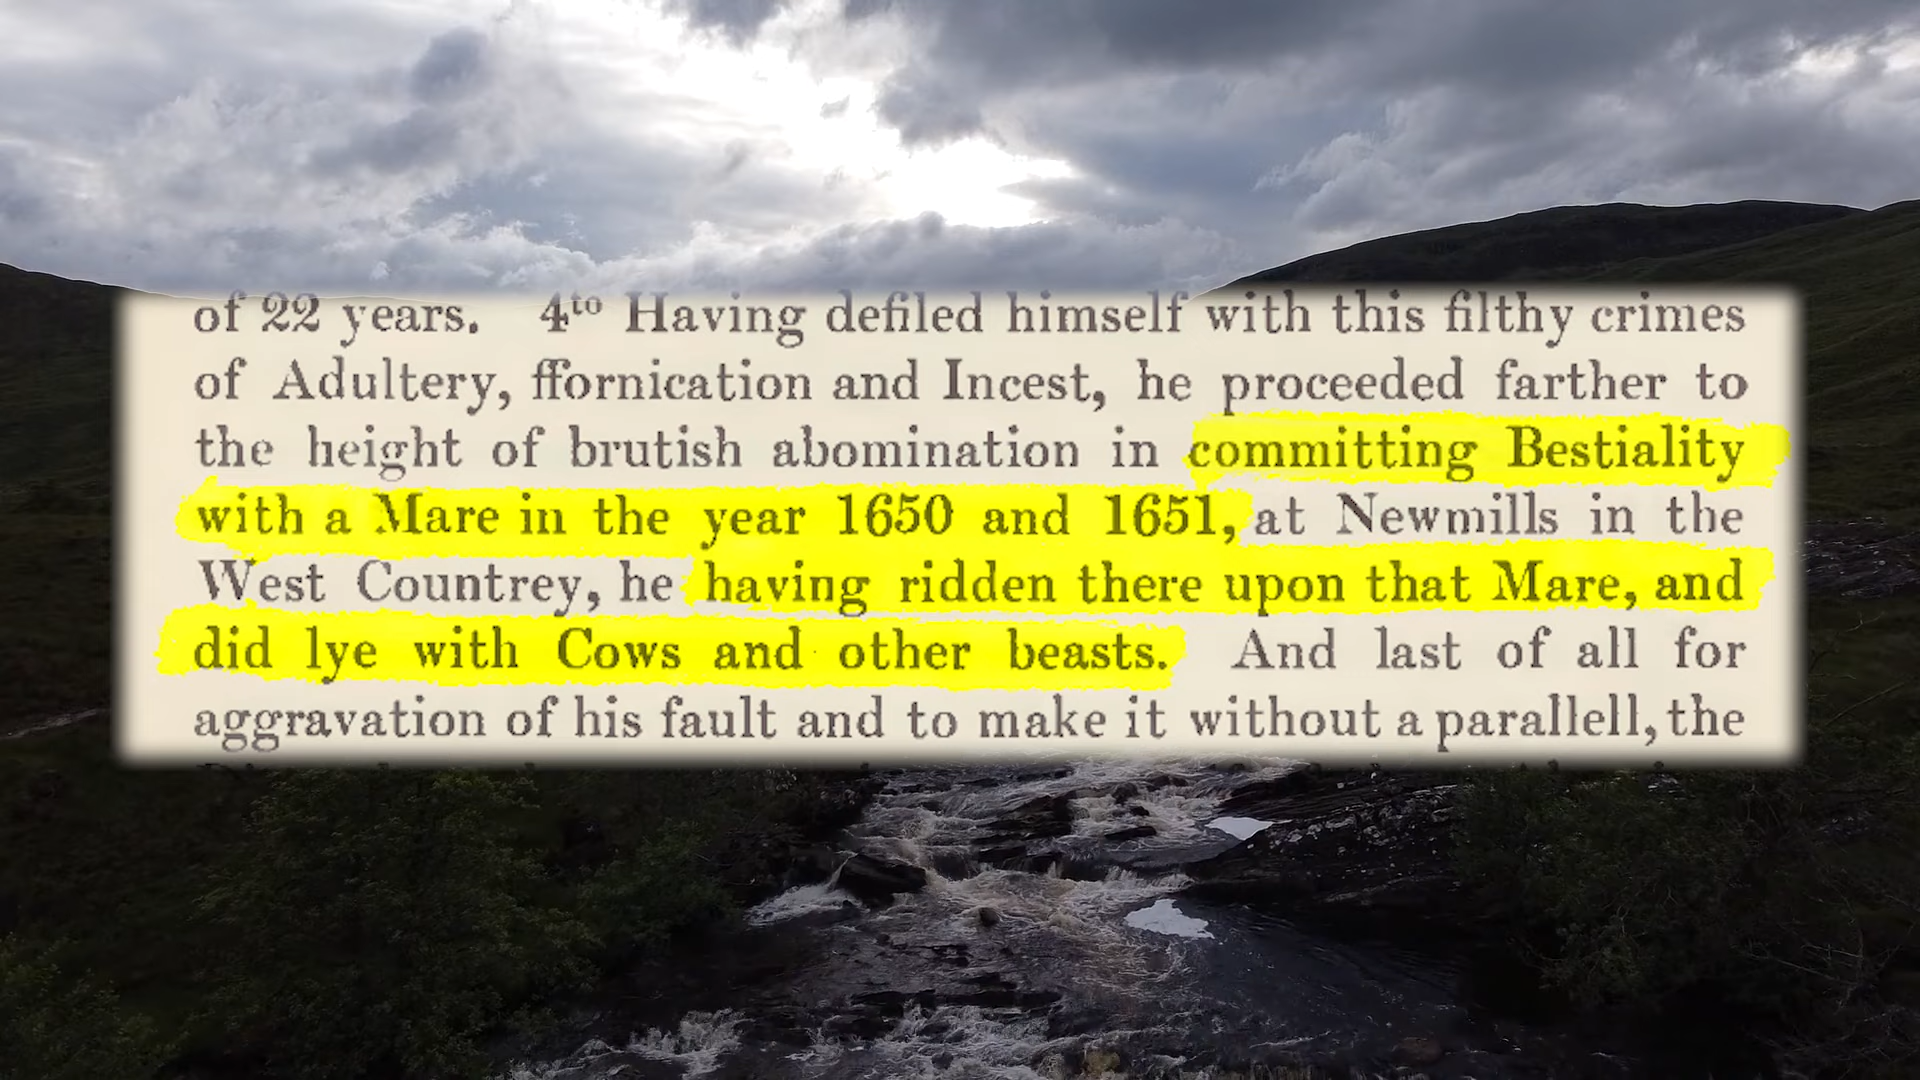 of 22 years. 4to Having defiled himself with this filthy crimes
of Adultery, ffornication and Incest, he proceeded farther to
the height of brutish abomination in committing Bestiality
with a Mare in the year 1650 and 1651, at Newmills in the
West Countrey, he having ridden there upon that Mare, and
did lye with Cows and other beasts. And last of all for
aggravation of his fault and to make it without a parallell, the